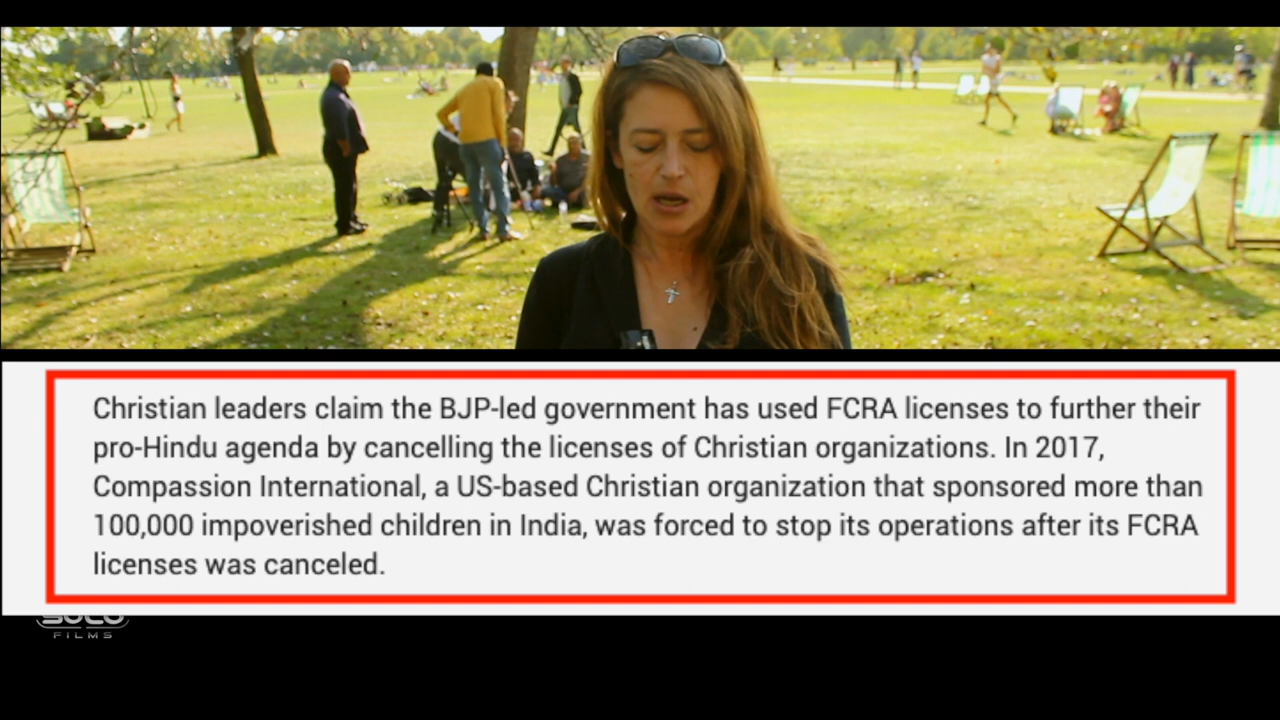 Christian leaders claim the BJP-led government has used FCRA licenses to further their
pro-Hindu agenda by cancelling the licenses of Christian organizations. In 2017,
Compassion International, a US-based Christian organization that sponsored more than
100,000 impoverished children in India, was forced to stop its operations after its FCRA
licenses was canceled.
FILMS